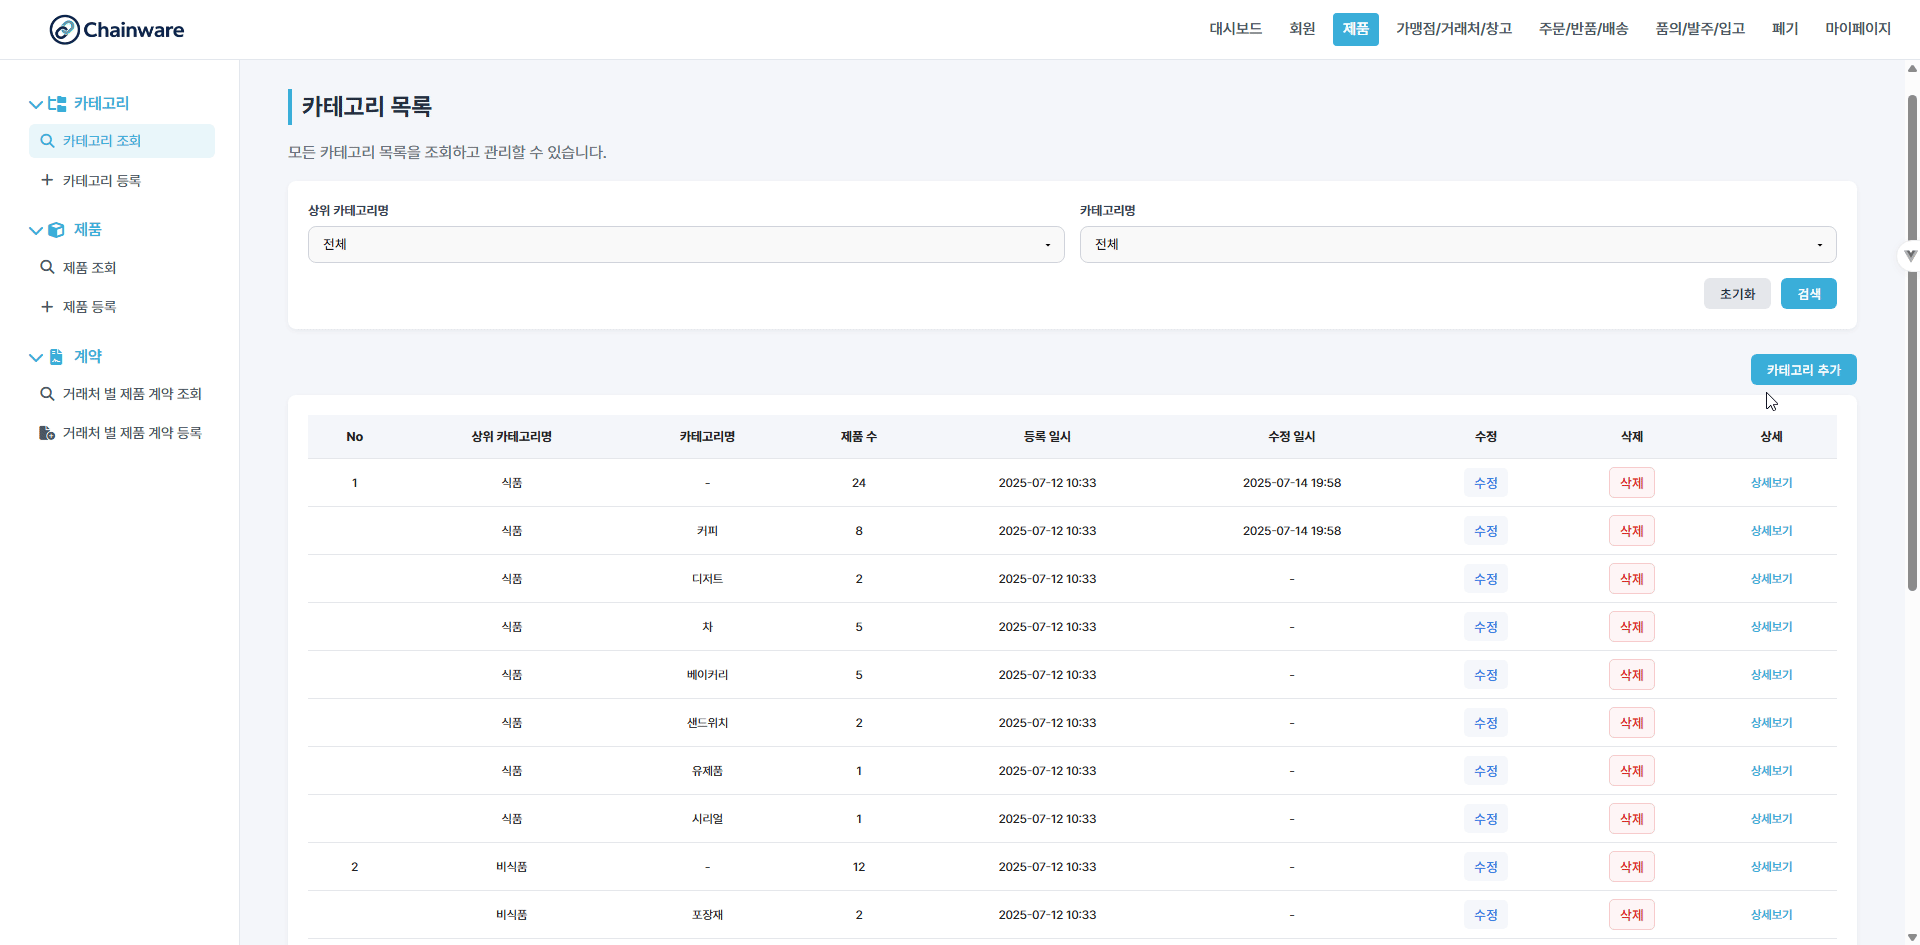 Chainware
대시보드 회원 제품 가맹점/거래처/창고 주문/반품/배송 품의/발주/입고 폐기 마이페이지
카테고리
카테고리 조회
카테고리 등록
제품
제품 조회
제품 등록
계약
거래처 별 제품 계약 조회
거래처 별 제품 계약 등록
카테고리 목록
모든 카테고리 목록을 조회하고 관리할 수 있습니다.
상위 카테고리명 카테고리명
전체 전체
초기화 검색
카테고리 추가
No 상위 카테고리명 카테고리명 제품 수 등록 일시 수정 일시 수정 삭제 상세
1 식품 - 24 2025-07-12 10:33 2025-07-14 19:58 수정 삭제 상세보기
식품 커피 8 2025-07-12 10:33 2025-07-14 19:58 수정 삭제 상세보기
식품 디저트 2 2025-07-12 10:33 - 수정 삭제 상세보기
식품 차 5 2025-07-12 10:33 - 수정 삭제 상세보기
식품 베이커리 5 2025-07-12 10:33 - 수정 삭제 상세보기
식품 샌드위치 2 2025-07-12 10:33 - 수정 삭제 상세보기
식품 유제품 1 2025-07-12 10:33 - 수정 삭제 상세보기
식품 시리얼 1 2025-07-12 10:33 - 수정 삭제 상세보기
2 비식품 - 12 2025-07-12 10:33 - 수정 삭제 상세보기
비식품 포장재 2 2025-07-12 10:33 - 수정 삭제 상세보기